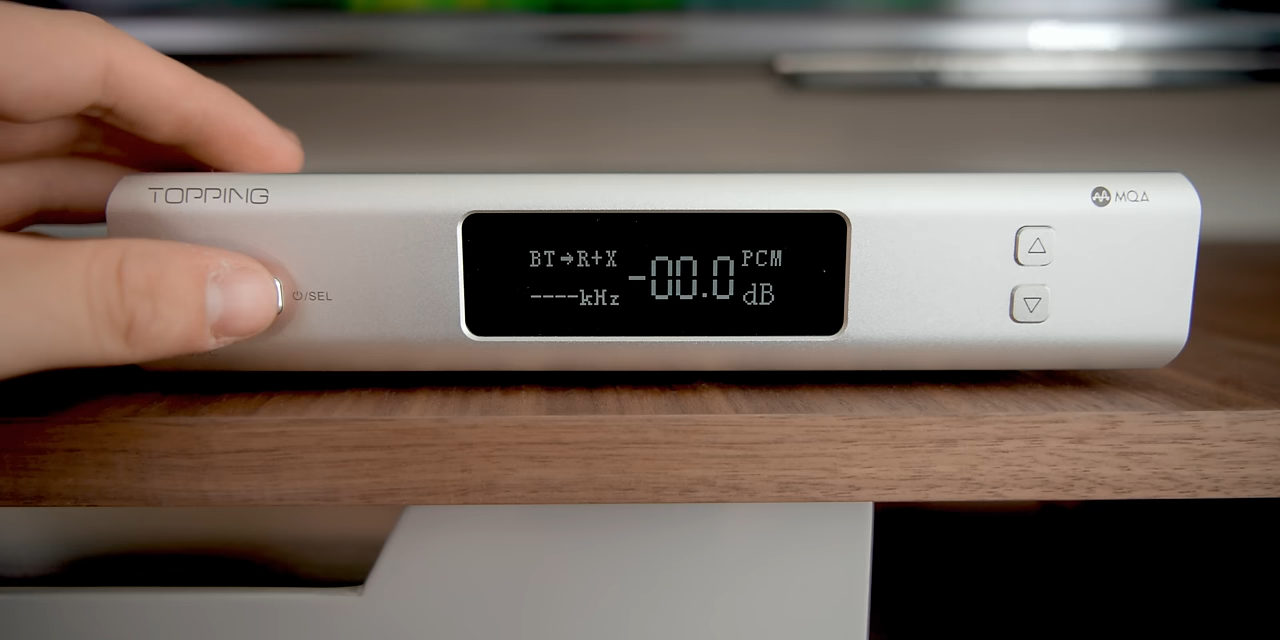 TOPPING
MQA
BT→R+X
-00.0
PCM
----kHz
dB
⏻/SEL